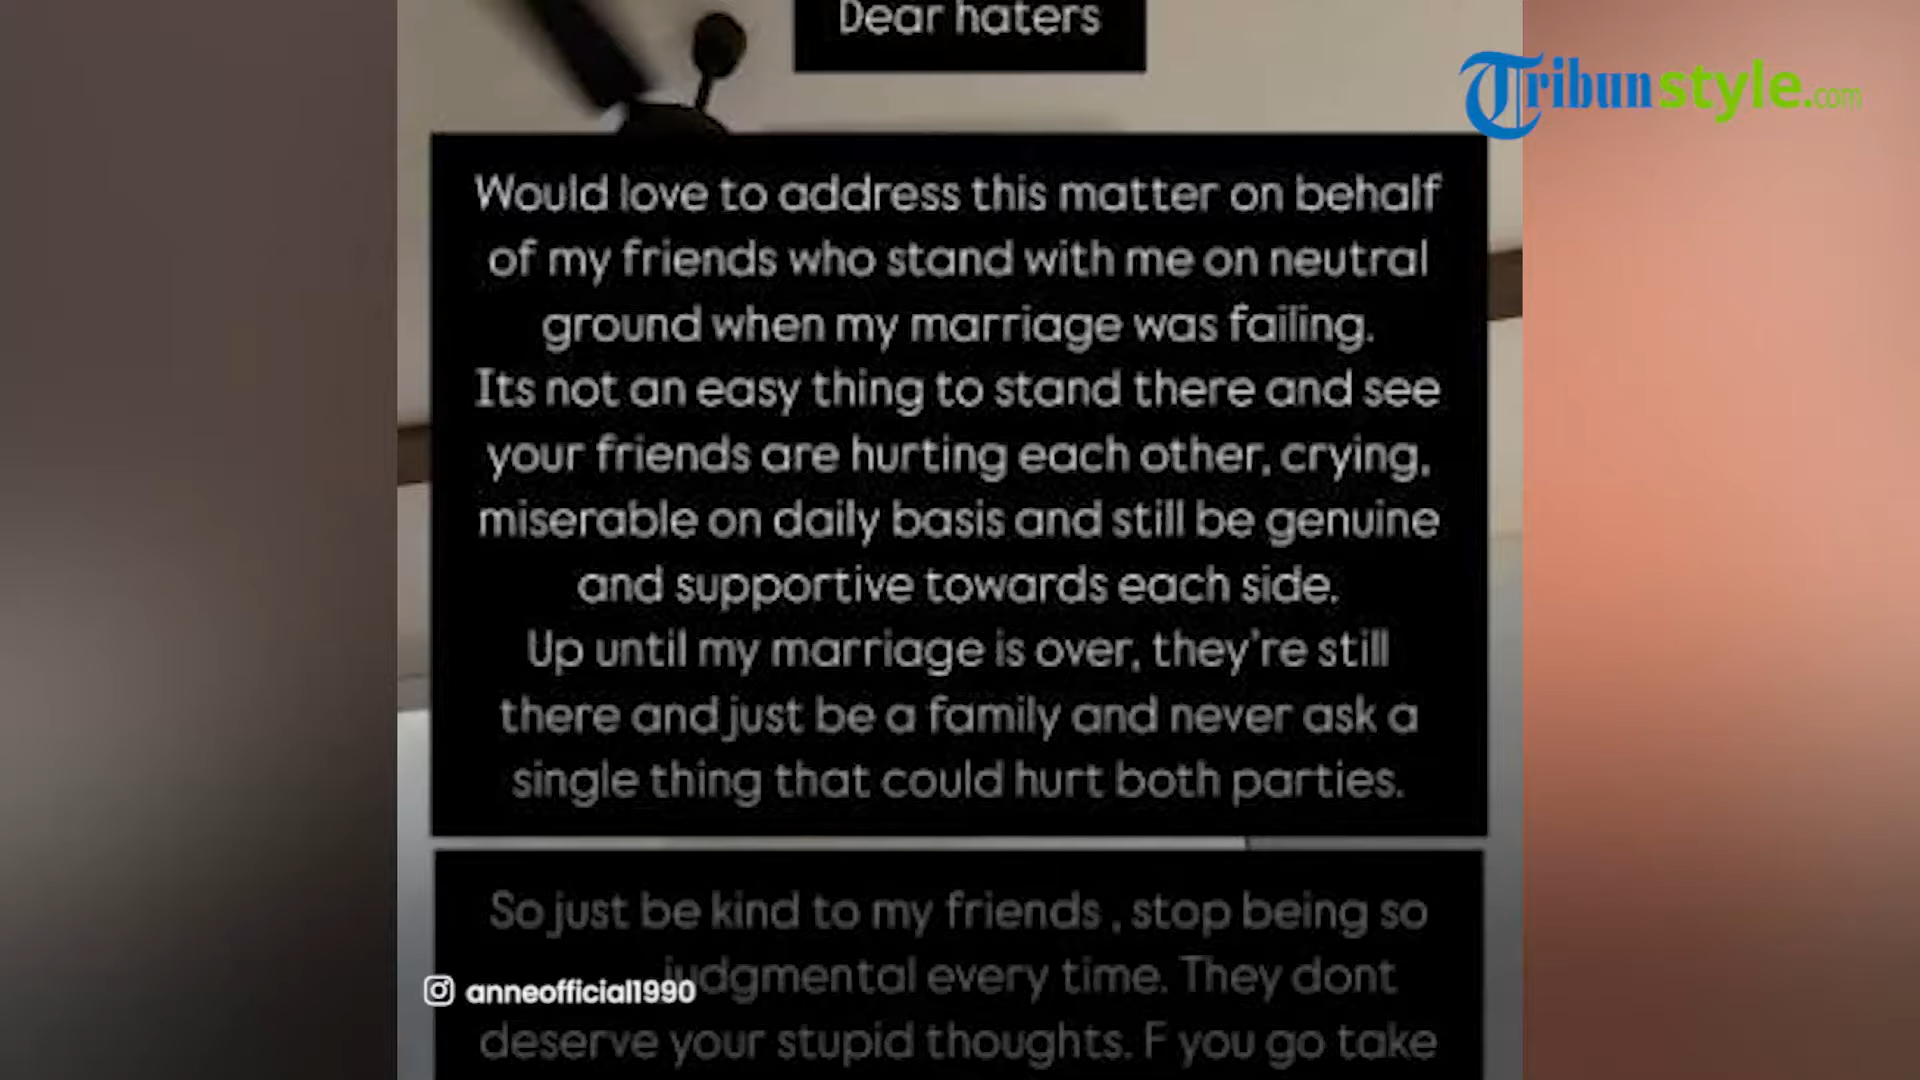 Dear haters
Tribunstyle.com
Would love to address this matter on behalf
of my friends who stand with me on neutral
ground when my marriage was failing.
Its not an easy thing to stand there and see
your friends are hurting each other, crying,
miserable on daily basis and still be genuine
and supportive towards each side.
Up until my marriage is over, they're still
there and just be a family and never ask a
single thing that could hurt both parties.
So just be kind to my friends , stop being so
judgmental every time. They dont
anneofficial1990
deserve your stupid thoughts. F you go take